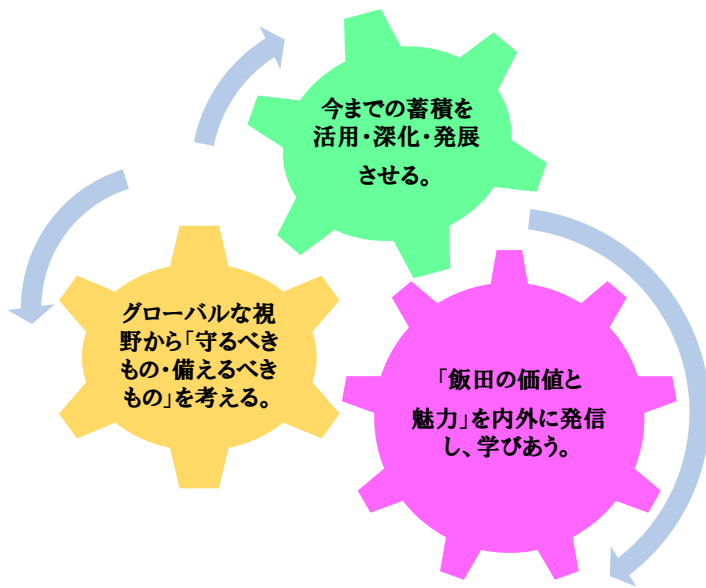 今までの蓄積を
活用・深化・発展
させる。
グローバルな視
野から「守るべき
もの・備えるべき
もの」を考える。
「飯田の価値と
魅力」を内外に発信
し、学びあう。